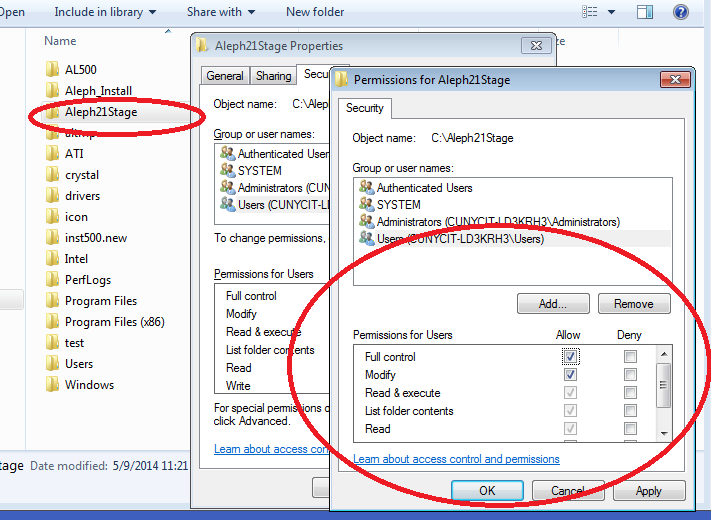 Open Include in library Share with New folder
Name
ze
AL500
Aleph_Install
Aleph21Stage
ATI
crystal
drivers
icon
inst500.new
Intel
PerfLogs
Program Files
Program Files (x86)
test
Users
Windows
tage Date modified: 5/9/2014 11:21
Aleph21Stage Properties
General Sharing Secu
Object name: C:\Alep
Group or user names:
Authenticated User
SYSTEM
Administrators (CUN
Users (CUNYCIT-LD
To change permissions,
Permissions for Users
Full control
Modify
Read & execute
List folder contents
Read
Write
For special permissions o
click Advanced.
Learn about access cont
Permissions for Aleph21Stage
Security
Object name: C:\Aleph21Stage
Group or user names:
Authenticated Users
SYSTEM
Administrators (CUNYCIT-LD3KRH3\Administrators)
Users (CUNYCIT-LD3KRH3\Users)
Add... Remove
Permissions for Users Allow Deny
Full control
Modify
Read & execute
List folder contents
Read
Learn about access control and permissions
OK Cancel Apply